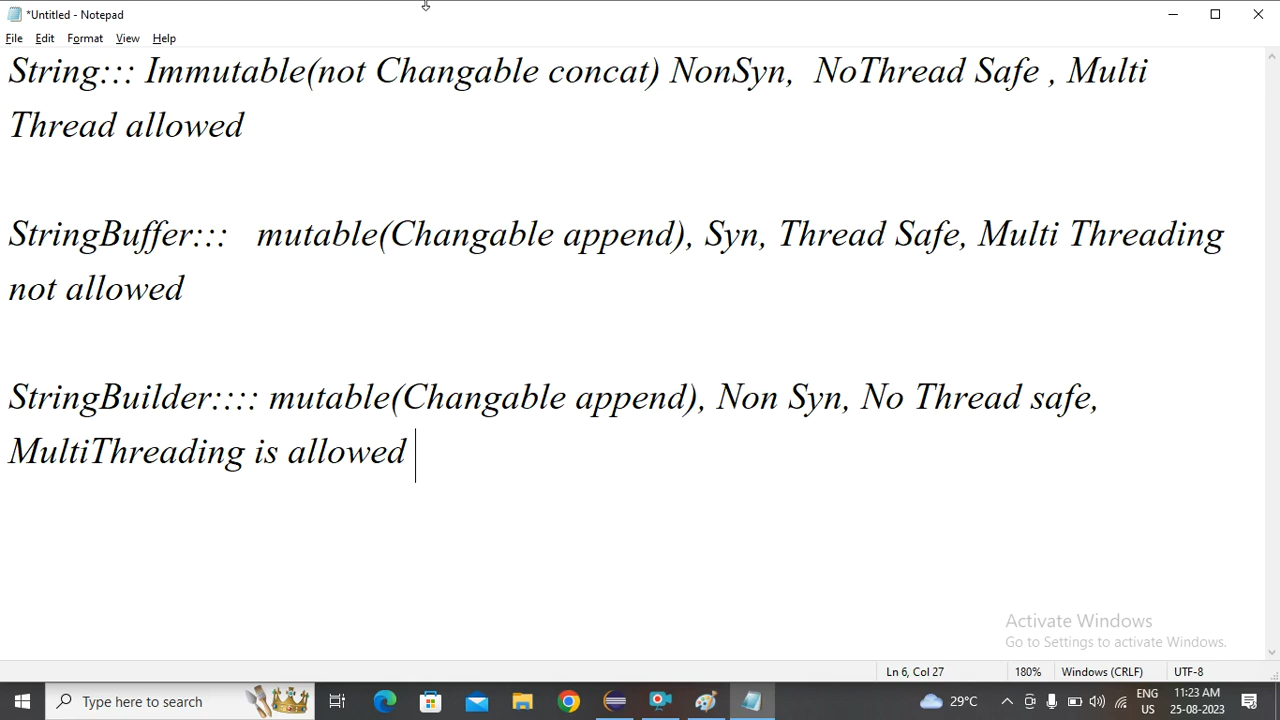 *Untitled - Notepad
File Edit Format View Help
String::: Immutable(not Changable concat) NonSyn,  NoThread Safe , Multi
Thread allowed
StringBuffer:::   mutable(Changable append), Syn, Thread Safe, Multi Threading
not allowed
StringBuilder:::: mutable(Changable append), Non Syn, No Thread safe,
MultiThreading is allowed
Activate Windows
Go to Settings to activate Windows.
Ln 6, Col 27 180% Windows (CRLF) UTF-8
Type here to search 29°C ENG US 11:23 AM 25-08-2023